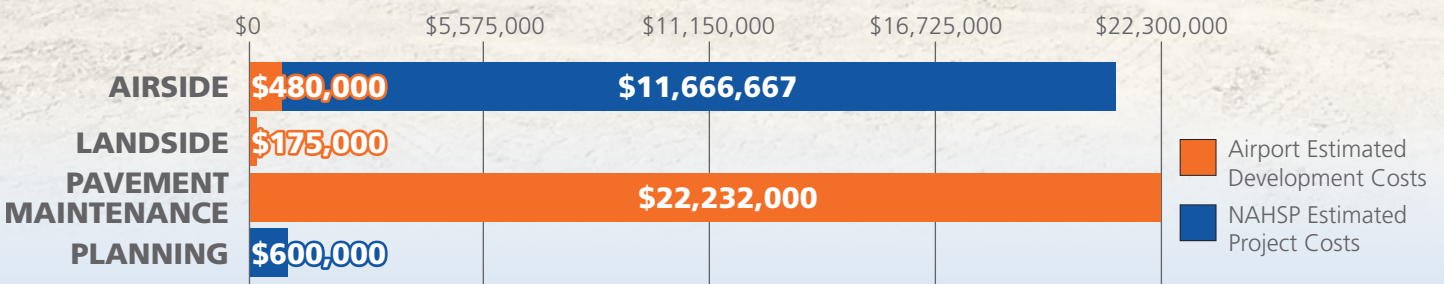 $0 $5,575,000 $11,150,000 $16,725,000 $22,300,000
AIRSIDE $480,000 $11,666,667
LANDSIDE $175,000
PAVEMENT
MAINTENANCE $22,232,000
PLANNING $600,000
Airport Estimated
Development Costs
NAHSP Estimated
Project Costs